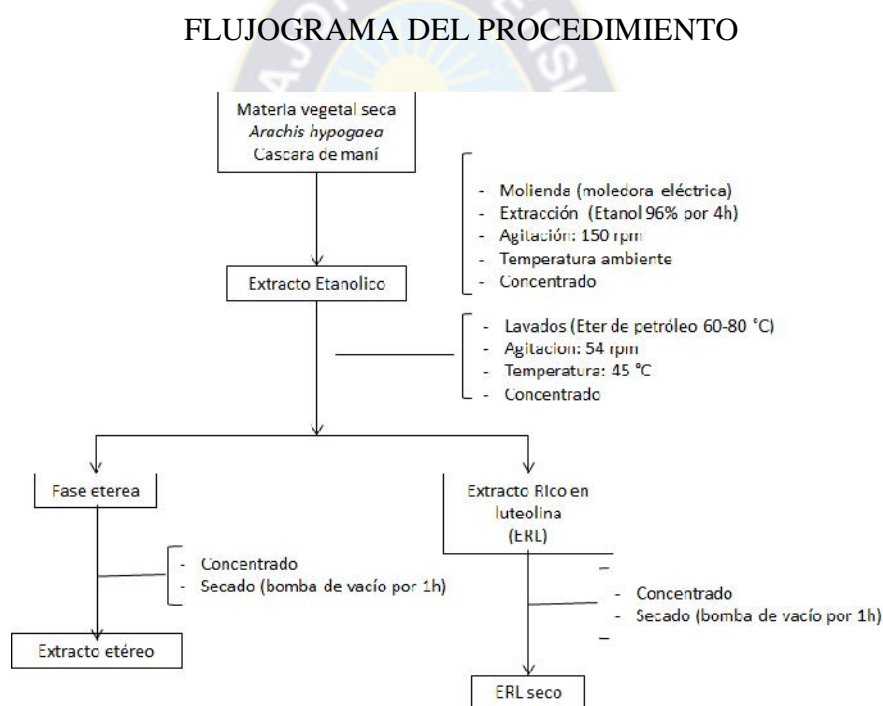 FLUJOGRAMA DEL PROCEDIMIENTO
Materia vegetal seca
Arachis hypogaea
Cascara de maní
- Molienda (moledora eléctrica)
- Extracción (Etanol 96% por 4h)
- Agitación: 150 rpm
- Temperatura ambiente
- Concentrado
Extracto Etanolico
- Lavados (Eter de petróleo 60-80 °C)
- Agitacion: 54 rpm
- Temperatura: 45 °C
- Concentrado
Fase eterea
Extracto Rico en
luteolina
(ERL)
- Concentrado
- Secado (bomba de vacío por 1h)
- Concentrado
- Secado (bomba de vacío por 1h)
Extracto etéreo
ERL seco